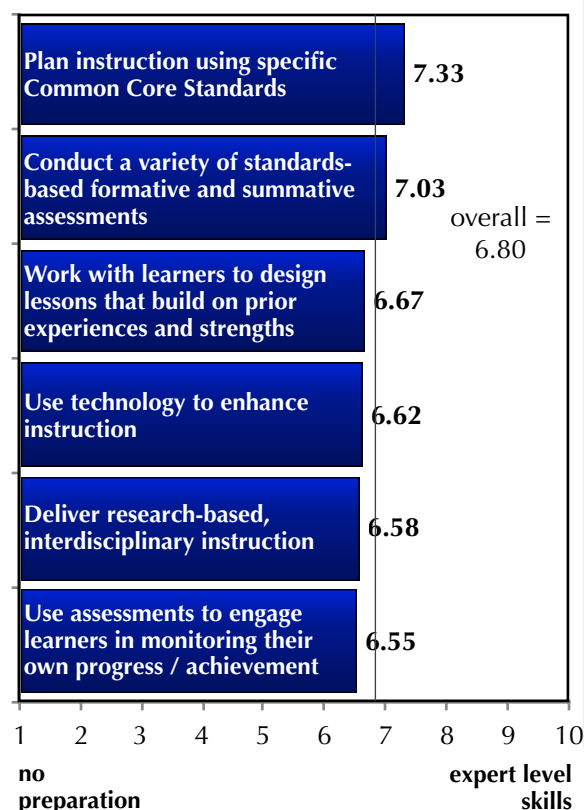 Plan instruction using specific
Common Core Standards
7.33
Conduct a variety of standards-
based formative and summative
assessments
7.03
overall =
6.80
Work with learners to design
lessons that build on prior
experiences and strengths
6.67
Use technology to enhance
instruction
6.62
Deliver research-based,
interdisciplinary instruction
6.58
Use assessments to engage
learners in monitoring their
own progress / achievement
6.55
1 2 3 4 5 6 7 8 9 10
no
preparation
expert level
skills